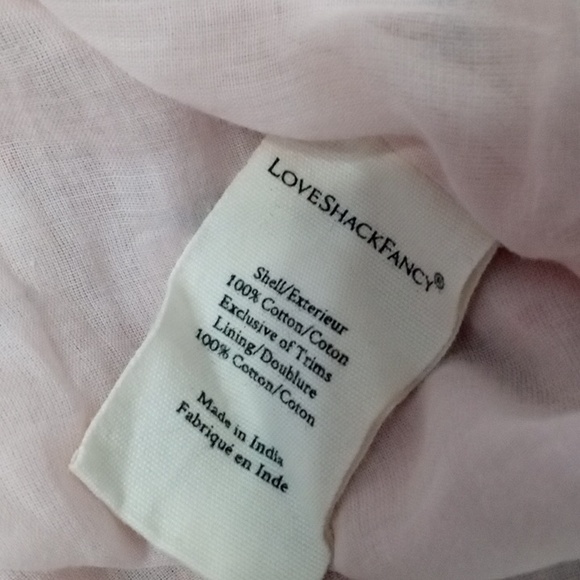 LOVESHACKFANCY®
Shell/Exterieur
100% Cotton/Coton
Exclusive of Trims
Lining/Doublure
100% Cotton/Coton
Made in India
Fabriqué en Inde